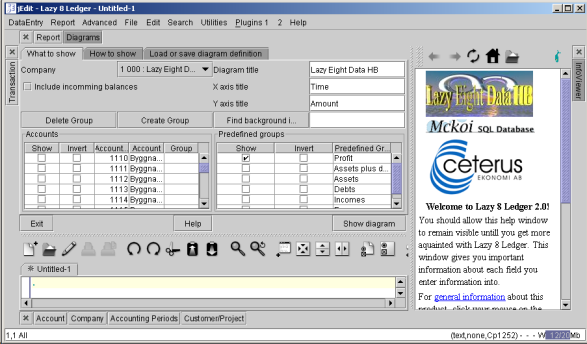 jEdit - Lazy 8 Ledger - Untitled-1
DataEntry Report Advanced File Edit Search Utilities Plugins 1 2 Help
Report Diagrams
Transaction
What to show How to show Load or save diagram definition
Company 1 000 : Lazy Eight D... Diagram title Lazy Eight Data HB
Include incomming balances X axis title Time
Y axis title Amount
Delete Group Create Group Find background i...
Accounts
Show Invert Account... Account Group
1110 Byggna...
1111 Byggna...
1112 Byggna...
1113 Byggna...
1114 Byggna...
Predefined groups
Show Invert Predefined Gr...
Profit
Assets plus d...
Assets
Debts
Incomes
Exit Help Show diagram
Untitled-1
Account Company Accounting Periods Customer/Project
1,1 All
(text,none,Cp1252) - - - W 12/20Mb
InfoViewer
Lazy Eight Data HB
Mckoi SQL Database
ceterus
EKONOMI AB
Welcome to Lazy 8 Ledger 2.0!
You should allow this help window
to remain visble untill you get more
aquainted with Lazy 8 Ledger. This
window gives you important
information about each field you
enter information into.
For general information about this
product, click your mouse on the